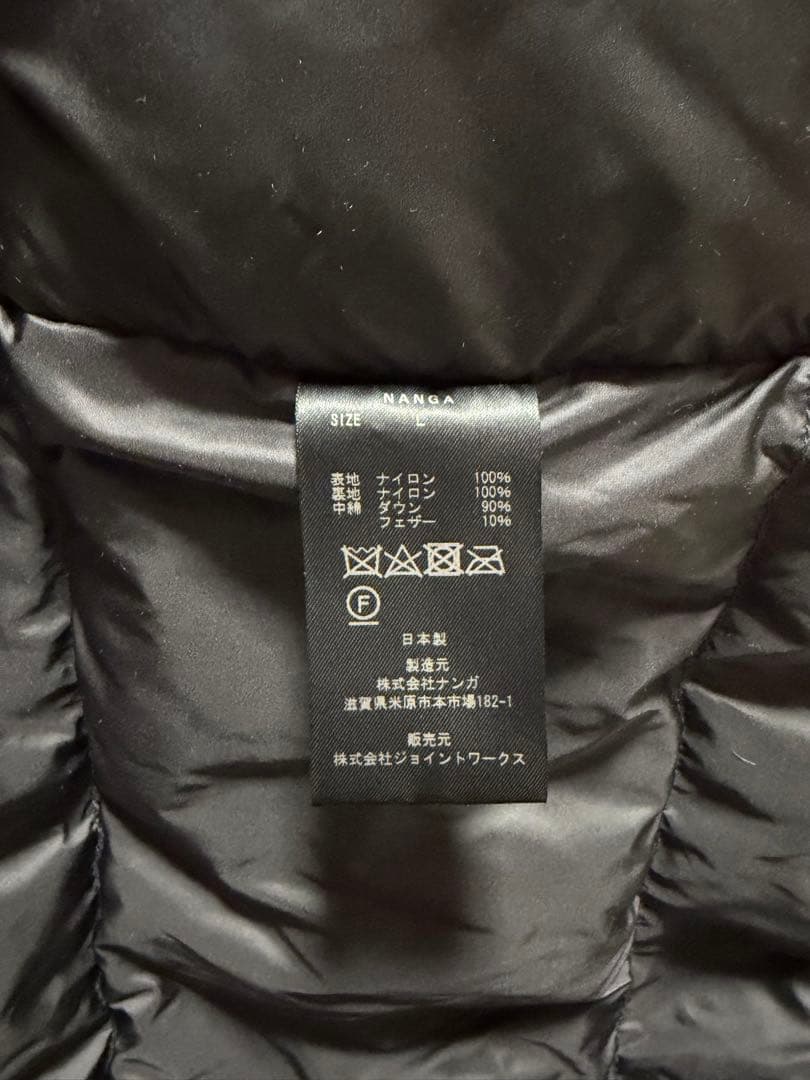 NANGA
SIZE L
表地 ナイロン 100%
裏地 ナイロン 100%
中綿 ダウン 90%
フェザー 10%
F
日本製
製造元
株式会社ナンガ
滋賀県米原市本市場182-1
販売元
株式会社ジョイントワークス